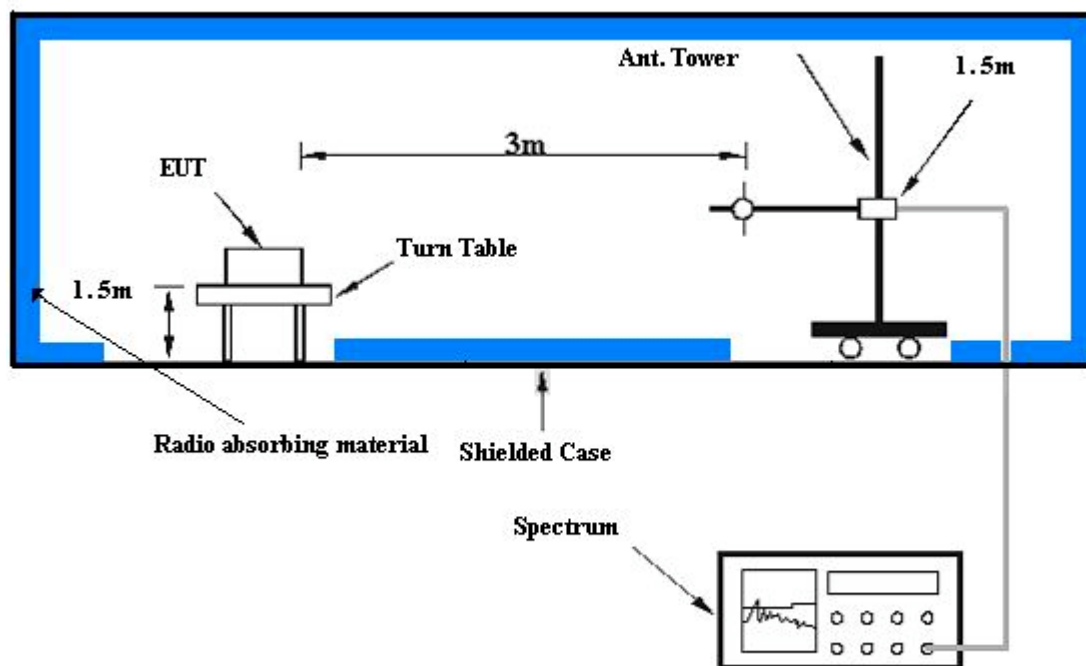 Ant. Tower
1.5m
3m
EUT
Turn Table
1.5m
Radio absorbing material
Shielded Case
Spectrum